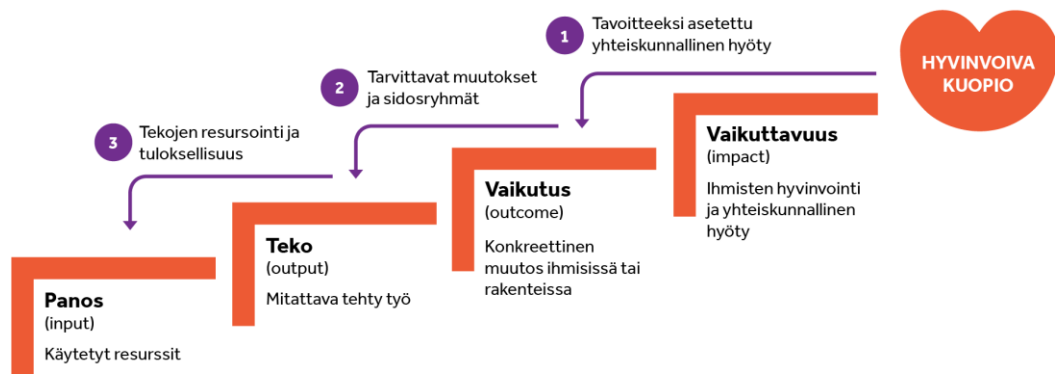 1
Tavoitteeksi asetettu
yhteiskunnallinen hyöty
HYVINVOIVA
KUOPIO
2
Tarvittavat muutokset
ja sidosryhmät
3
Tekojen resursointi ja
tuloksellisuus
Vaikuttavuus
(impact)
Ihmisten hyvinvointi
ja yhteiskunnallinen
hyöty
Vaikutus
(outcome)
Konkreettinen
muutos ihmisissä tai
rakenteissa
Teko
(output)
Mitattava tehty työ
Panos
(input)
Käytetyt resurssit